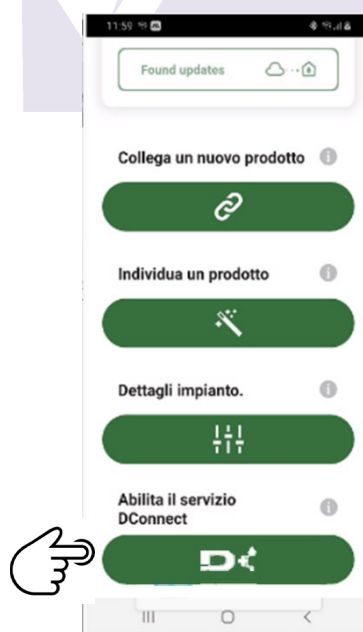 11:59
Found updates
Collega un nuovo prodotto
Individua un prodotto
Dettagli impianto.
Abilita il servizio
DConnect
D